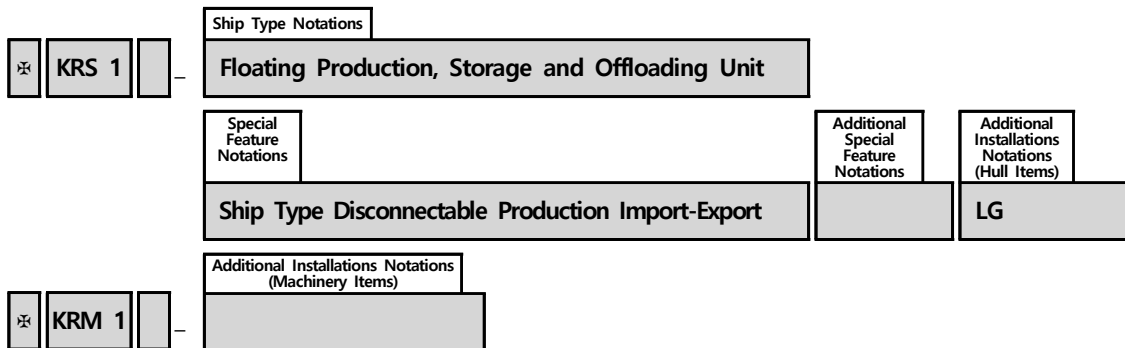 Ship Type Notations
✠ KRS 1 _ Floating Production, Storage and Offloading Unit
Special
Feature
Notations
Additional
Special
Feature
Notations
Additional
Installations
Notations
(Hull Items)
Ship Type Disconnectable Production Import-Export
LG
Additional Installations Notations
(Machinery Items)
✠ KRM 1 _